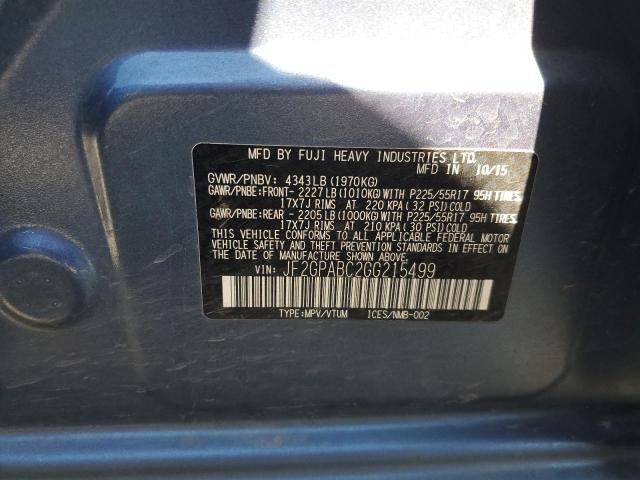 MFD BY FUJI HEAVY INDUSTRIES LTD.
MFD IN 10/15
GVWR/PNBV: 4343LB (1970KG)
GAWR/PNBE:FRONT- 2227LB (1010KG) WITH P225/55R17 95H TIRES,
17X7J RIMS AT 220 KPA (32 PSI) COLD
GAWR/PNBE:REAR - 2205LB (1000KG) WITH P225/55R17 95H TIRES,
17X7J RIMS AT 210 KPA (30 PSI) COLD
THIS VEHICLE CONFORMS TO ALL APPLICABLE FEDERAL MOTOR
VEHICLE SAFETY AND THEFT PREVENTION STANDARDS IN EFFECT
ON THE DATE OF MANUFACTURE SHOWN ABOVE.
VIN: JF2GPABC2GG215499
TYPE:MPV/VTUM ICES/NMB-002